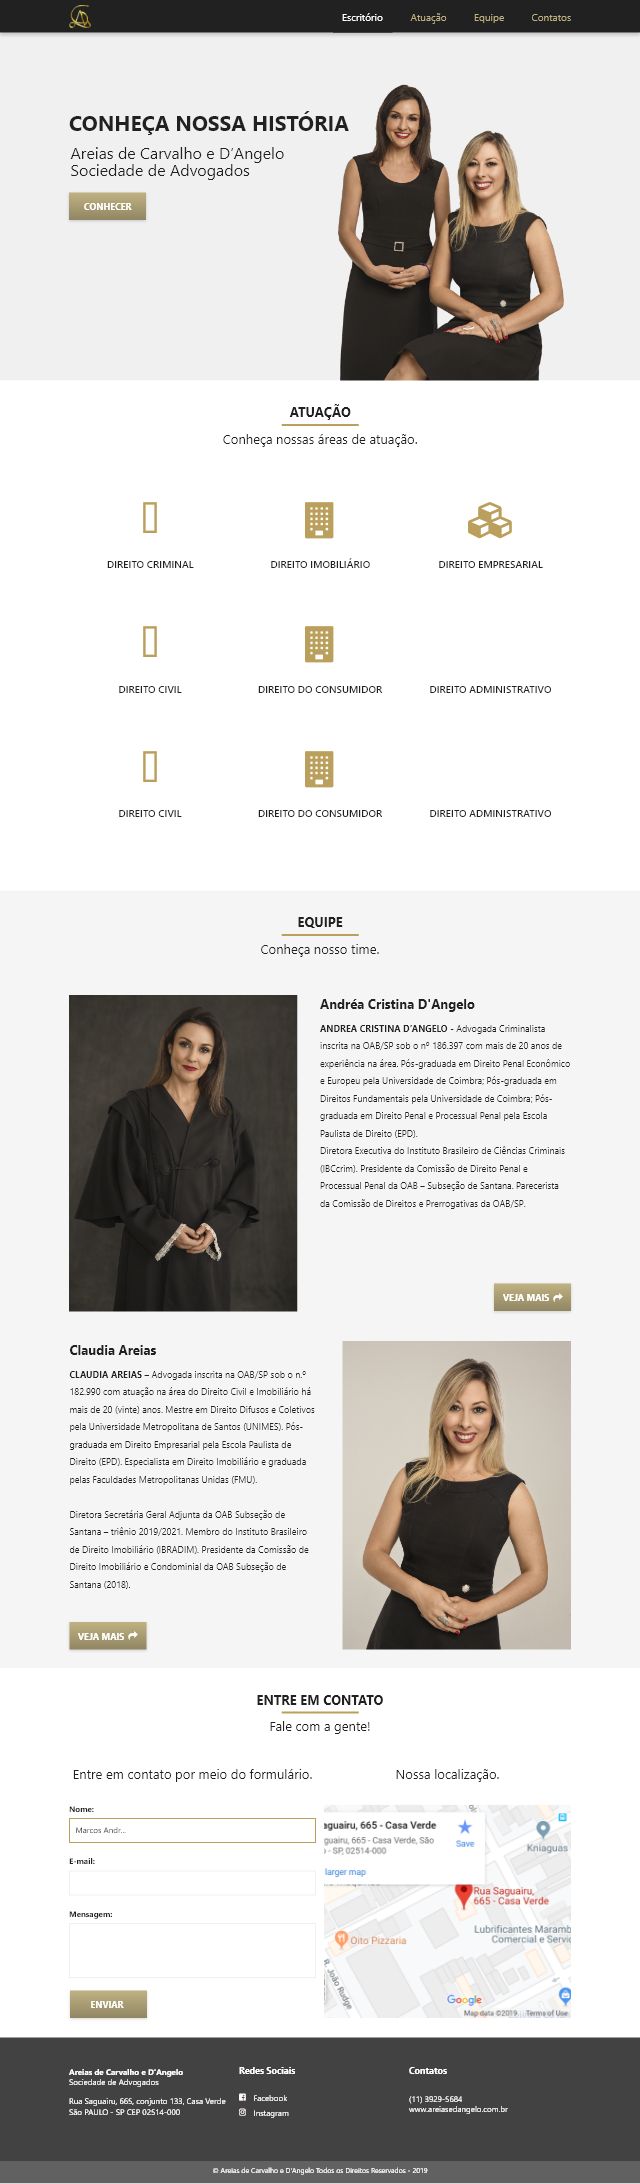 Escritório Atuação Equipe Contatos
CONHEÇA NOSSA HISTÓRIA
Areias de Carvalho e D’Angelo
Sociedade de Advogados
CONHECER
ATUAÇÃO
Conheça nossas áreas de atuação.
DIREITO CRIMINAL DIREITO IMOBILIÁRIO DIREITO EMPRESARIAL
DIREITO CIVIL DIREITO DO CONSUMIDOR DIREITO ADMINISTRATIVO
DIREITO CIVIL DIREITO DO CONSUMIDOR DIREITO ADMINISTRATIVO
EQUIPE
Conheça nosso time.
Andréa Cristina D'Angelo
ANDREA CRISTINA D’ANGELO - Advogada Criminalista
inscrita na OAB/SP sob o nº 186.397 com mais de 20 anos de
experiência na área. Pós-graduada em Direito Penal Econômico
e Europeu pela Universidade de Coimbra; Pós-graduada em
Direitos Fundamentais pela Universidade de Coimbra; Pós-
graduada em Direito Penal e Processual Penal pela Escola
Paulista de Direito (EPD).
Diretora Executiva do Instituto Brasileiro de Ciências Criminais
(IBCcrim). Presidente da Comissão de Direito Penal e
Processual Penal da OAB – Subseção de Santana. Parecerista
da Comissão de Direitos e Prerrogativas da OAB/SP.
VEJA MAIS
Claudia Areias
CLAUDIA AREIAS – Advogada inscrita na OAB/SP sob o n.º
182.990 com atuação na área do Direito Civil e Imobiliário há
mais de 20 (vinte) anos. Mestre em Direito Difusos e Coletivos
pela Universidade Metropolitana de Santos (UNIMES). Pós-
graduada em Direito Empresarial pela Escola Paulista de
Direito (EPD). Especialista em Direito Imobiliário e graduada
pelas Faculdades Metropolitanas Unidas (FMU).
Diretora Secretária Geral Adjunta da OAB Subseção de
Santana – triênio 2019/2021. Membro do Instituto Brasileiro
de Direito Imobiliário (IBRADIM). Presidente da Comissão de
Direito Imobiliário e Condominial da OAB Subseção de
Santana (2018).
VEJA MAIS
ENTRE EM CONTATO
Fale com a gente!
Entre em contato por meio do formulário.
Nome:
Marcos Andr...
E-mail:
Mensagem:
ENVIAR
Nossa localização.
aguairu, 665 - Casa Verde
guairu, 665 - Casa Verde, São
- SP, 02514-000
Save
larger map
Kniaguas
Rua Saguairu,
665 - Casa Verde
Lubrificantes Maramb
Comercial e Servic
Oito Pizzaria
R. João Rudge
Google
Map data ©2019 Terms of Use
Areias de Carvalho e D'Angelo
Sociedade de Advogados
Rua Saguairu, 665, conjunto 133, Casa Verde
São PAULO - SP CEP 02514-000
Redes Sociais
Facebook
Instagram
Contatos
(11) 3929-5684
www.areiasedangelo.com.br
© Areias de Carvalho e D'Angelo Todos os Direitos Reservados - 2019